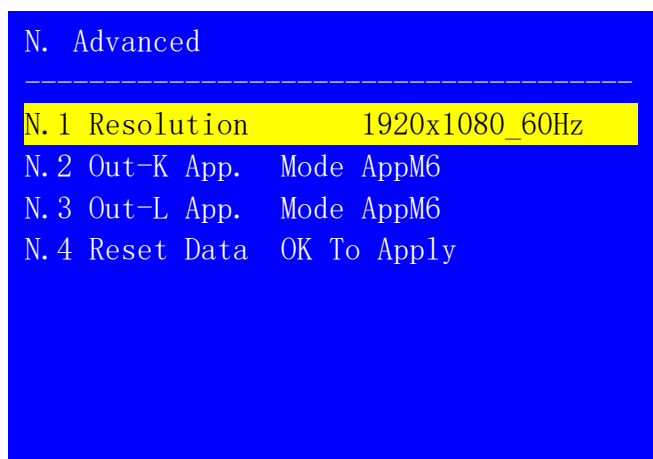 N. Advanced
--------------------------------------
N.1 Resolution 1920x1080_60Hz
N.2 Out-K App. Mode AppM6
N.3 Out-L App. Mode AppM6
N.4 Reset Data OK To Apply